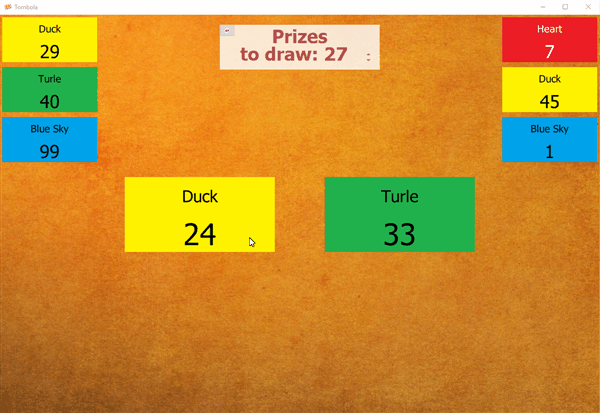 Trimbola
Duck
29
Turle
40
Blue Sky
99
Prizes
to draw: 27
Heart
7
Duck
45
Blue Sky
1
Duck
24
Turle
33